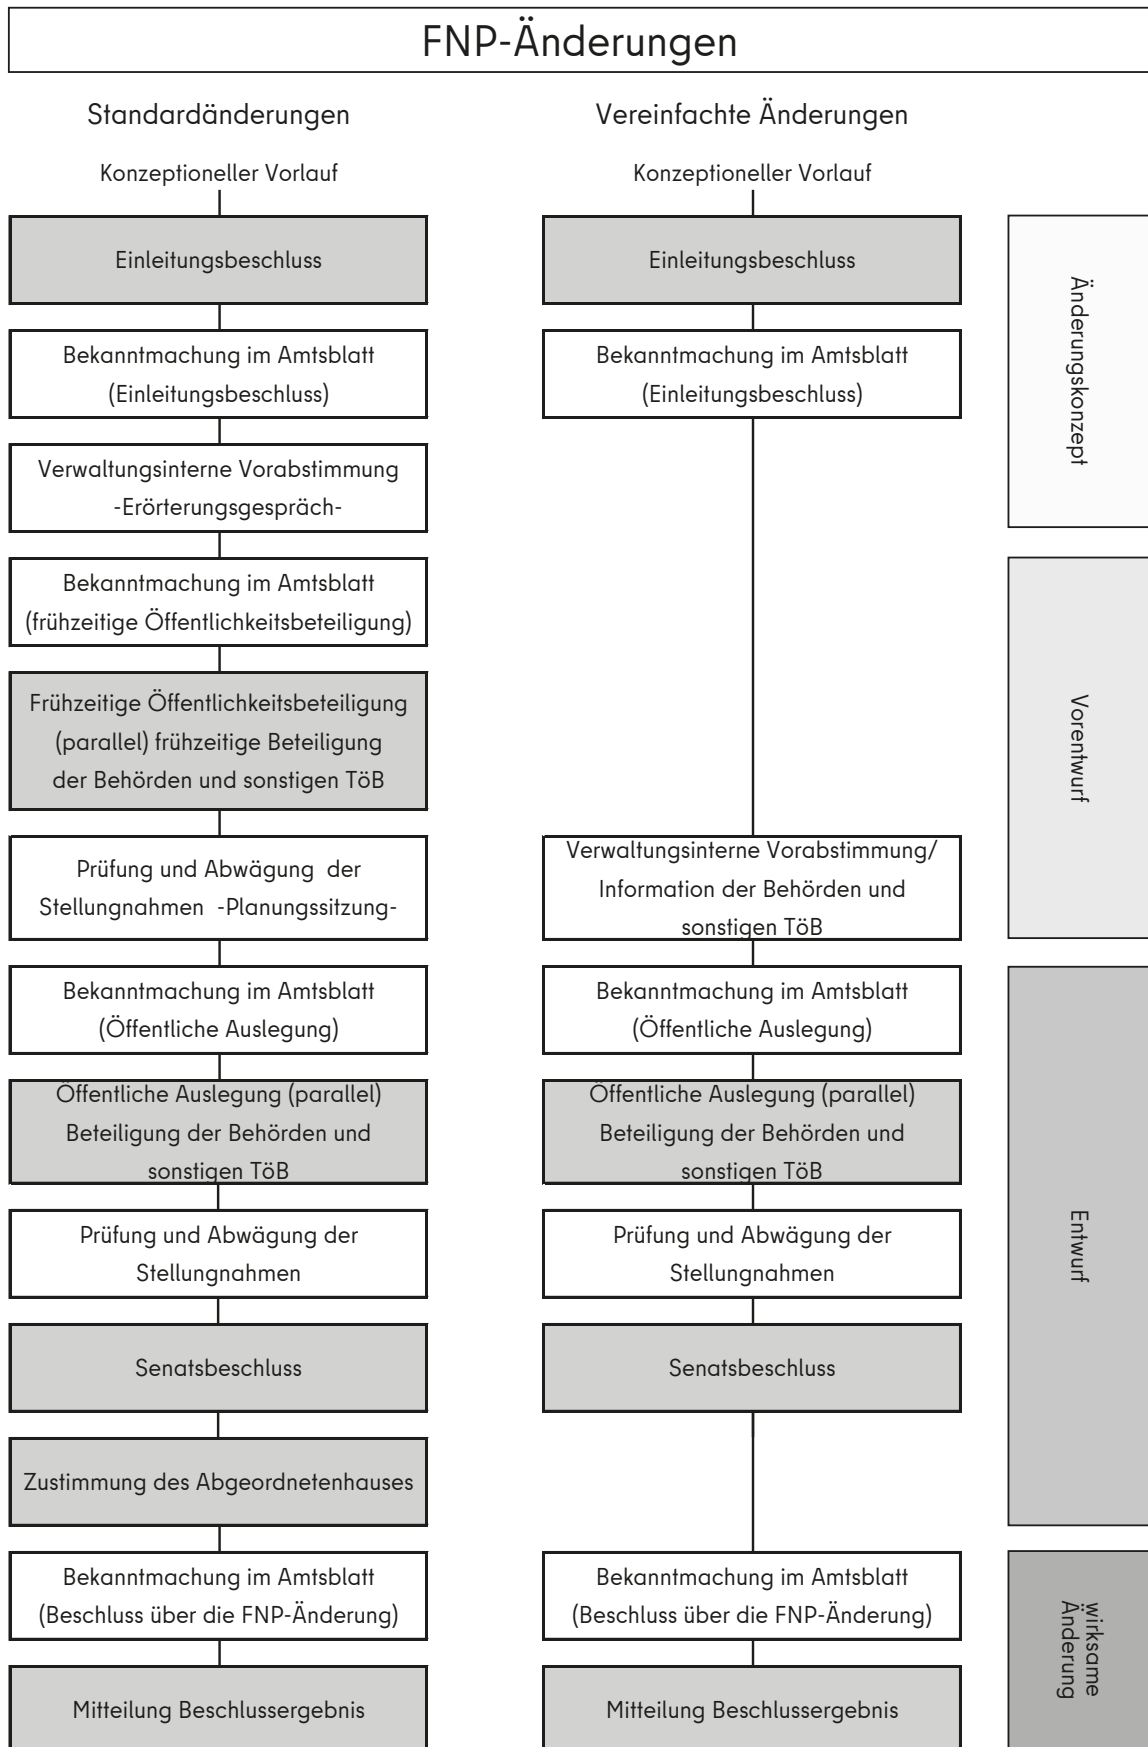 FNP-Änderungen
Standardänderungen
Konzeptioneller Vorlauf
Einleitungsbeschluss
Bekanntmachung im Amtsblatt
(Einleitungsbeschluss)
Verwaltungsinterne Vorabstimmung
-Erörterungsgespräch-
Bekanntmachung im Amtsblatt
(frühzeitige Öffentlichkeitsbeteiligung)
Frühzeitige Öffentlichkeitsbeteiligung
(parallel) frühzeitige Beteiligung
der Behörden und sonstigen TöB
Prüfung und Abwägung der
Stellungnahmen -Planungssitzung-
Bekanntmachung im Amtsblatt
(Öffentliche Auslegung)
Öffentliche Auslegung (parallel)
Beteiligung der Behörden und
sonstigen TöB
Prüfung und Abwägung der
Stellungnahmen
Senatsbeschluss
Zustimmung des Abgeordnetenhauses
Bekanntmachung im Amtsblatt
(Beschluss über die FNP-Änderung)
Mitteilung Beschlussergebnis
Vereinfachte Änderungen
Konzeptioneller Vorlauf
Einleitungsbeschluss
Bekanntmachung im Amtsblatt
(Einleitungsbeschluss)
Verwaltungsinterne Vorabstimmung/
Information der Behörden und
sonstigen TöB
Bekanntmachung im Amtsblatt
(Öffentliche Auslegung)
Öffentliche Auslegung (parallel)
Beteiligung der Behörden und
sonstigen TöB
Prüfung und Abwägung der
Stellungnahmen
Senatsbeschluss
Bekanntmachung im Amtsblatt
(Beschluss über die FNP-Änderung)
Mitteilung Beschlussergebnis
Änderungskonzept
Vorentwurf
Entwurf
wirksame
Änderung